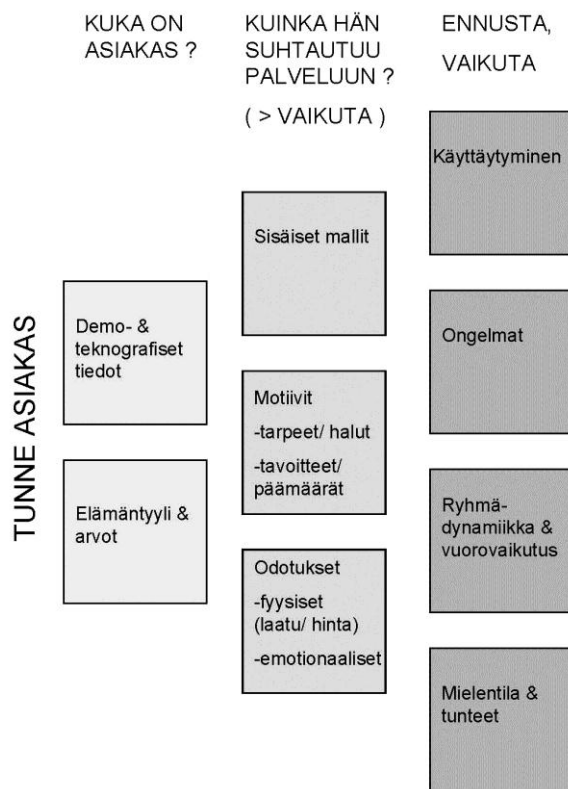 KUKA ON
ASIAKAS ?
KUINKA HÄN
SUHTAUTUU
PALVELUUN ?
( > VAIKUTA )
ENNUSTA,
VAIKUTA
TUNNE ASIAKAS
Demo- &
teknografiset
tiedot
Elämäntyyli &
arvot
Sisäiset mallit
Motiivit
-tarpeet/ halut
-tavoitteet/
päämäärät
Odotukset
-fyysiset
(laatu/ hinta)
-emotionaaliset
Käyttäytyminen
Ongelmat
Ryhmä-
dynamiikka &
vuorovaikutus
Mielentila &
tunteet